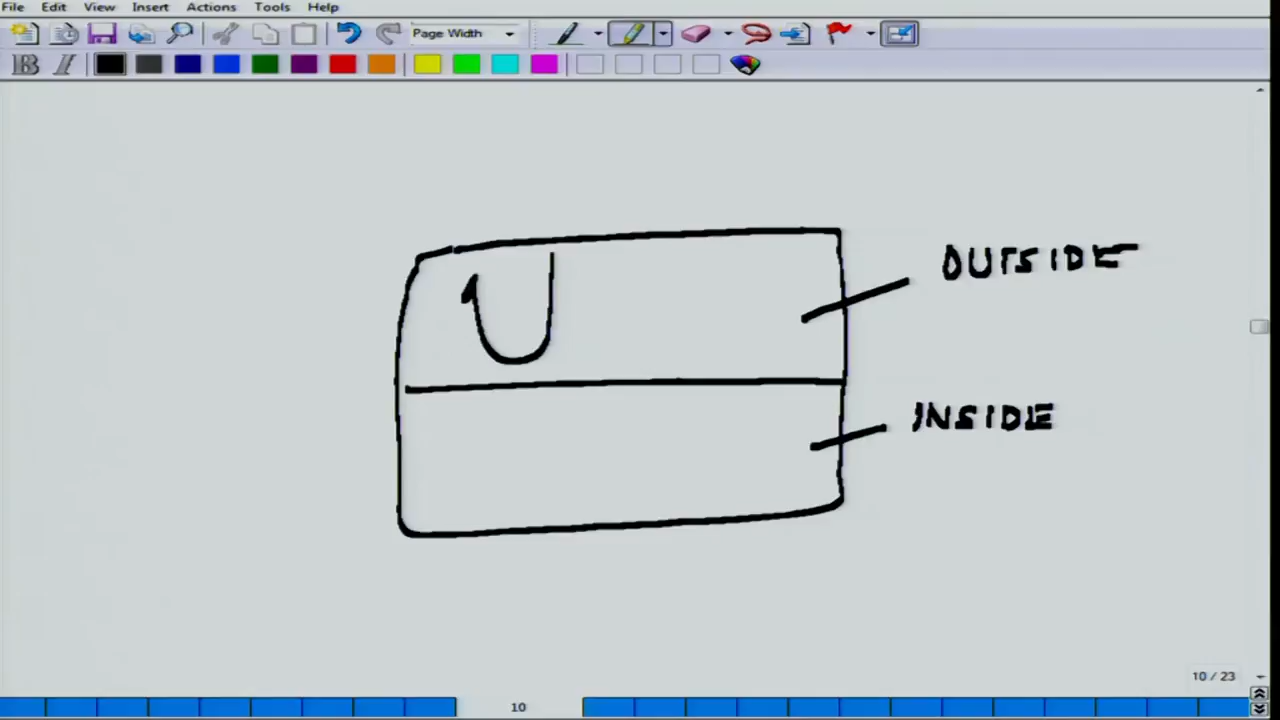 File Edit View Insert Actions Tools Help
Page Width
B I
OUTSIDE
INSIDE
10 / 23
10